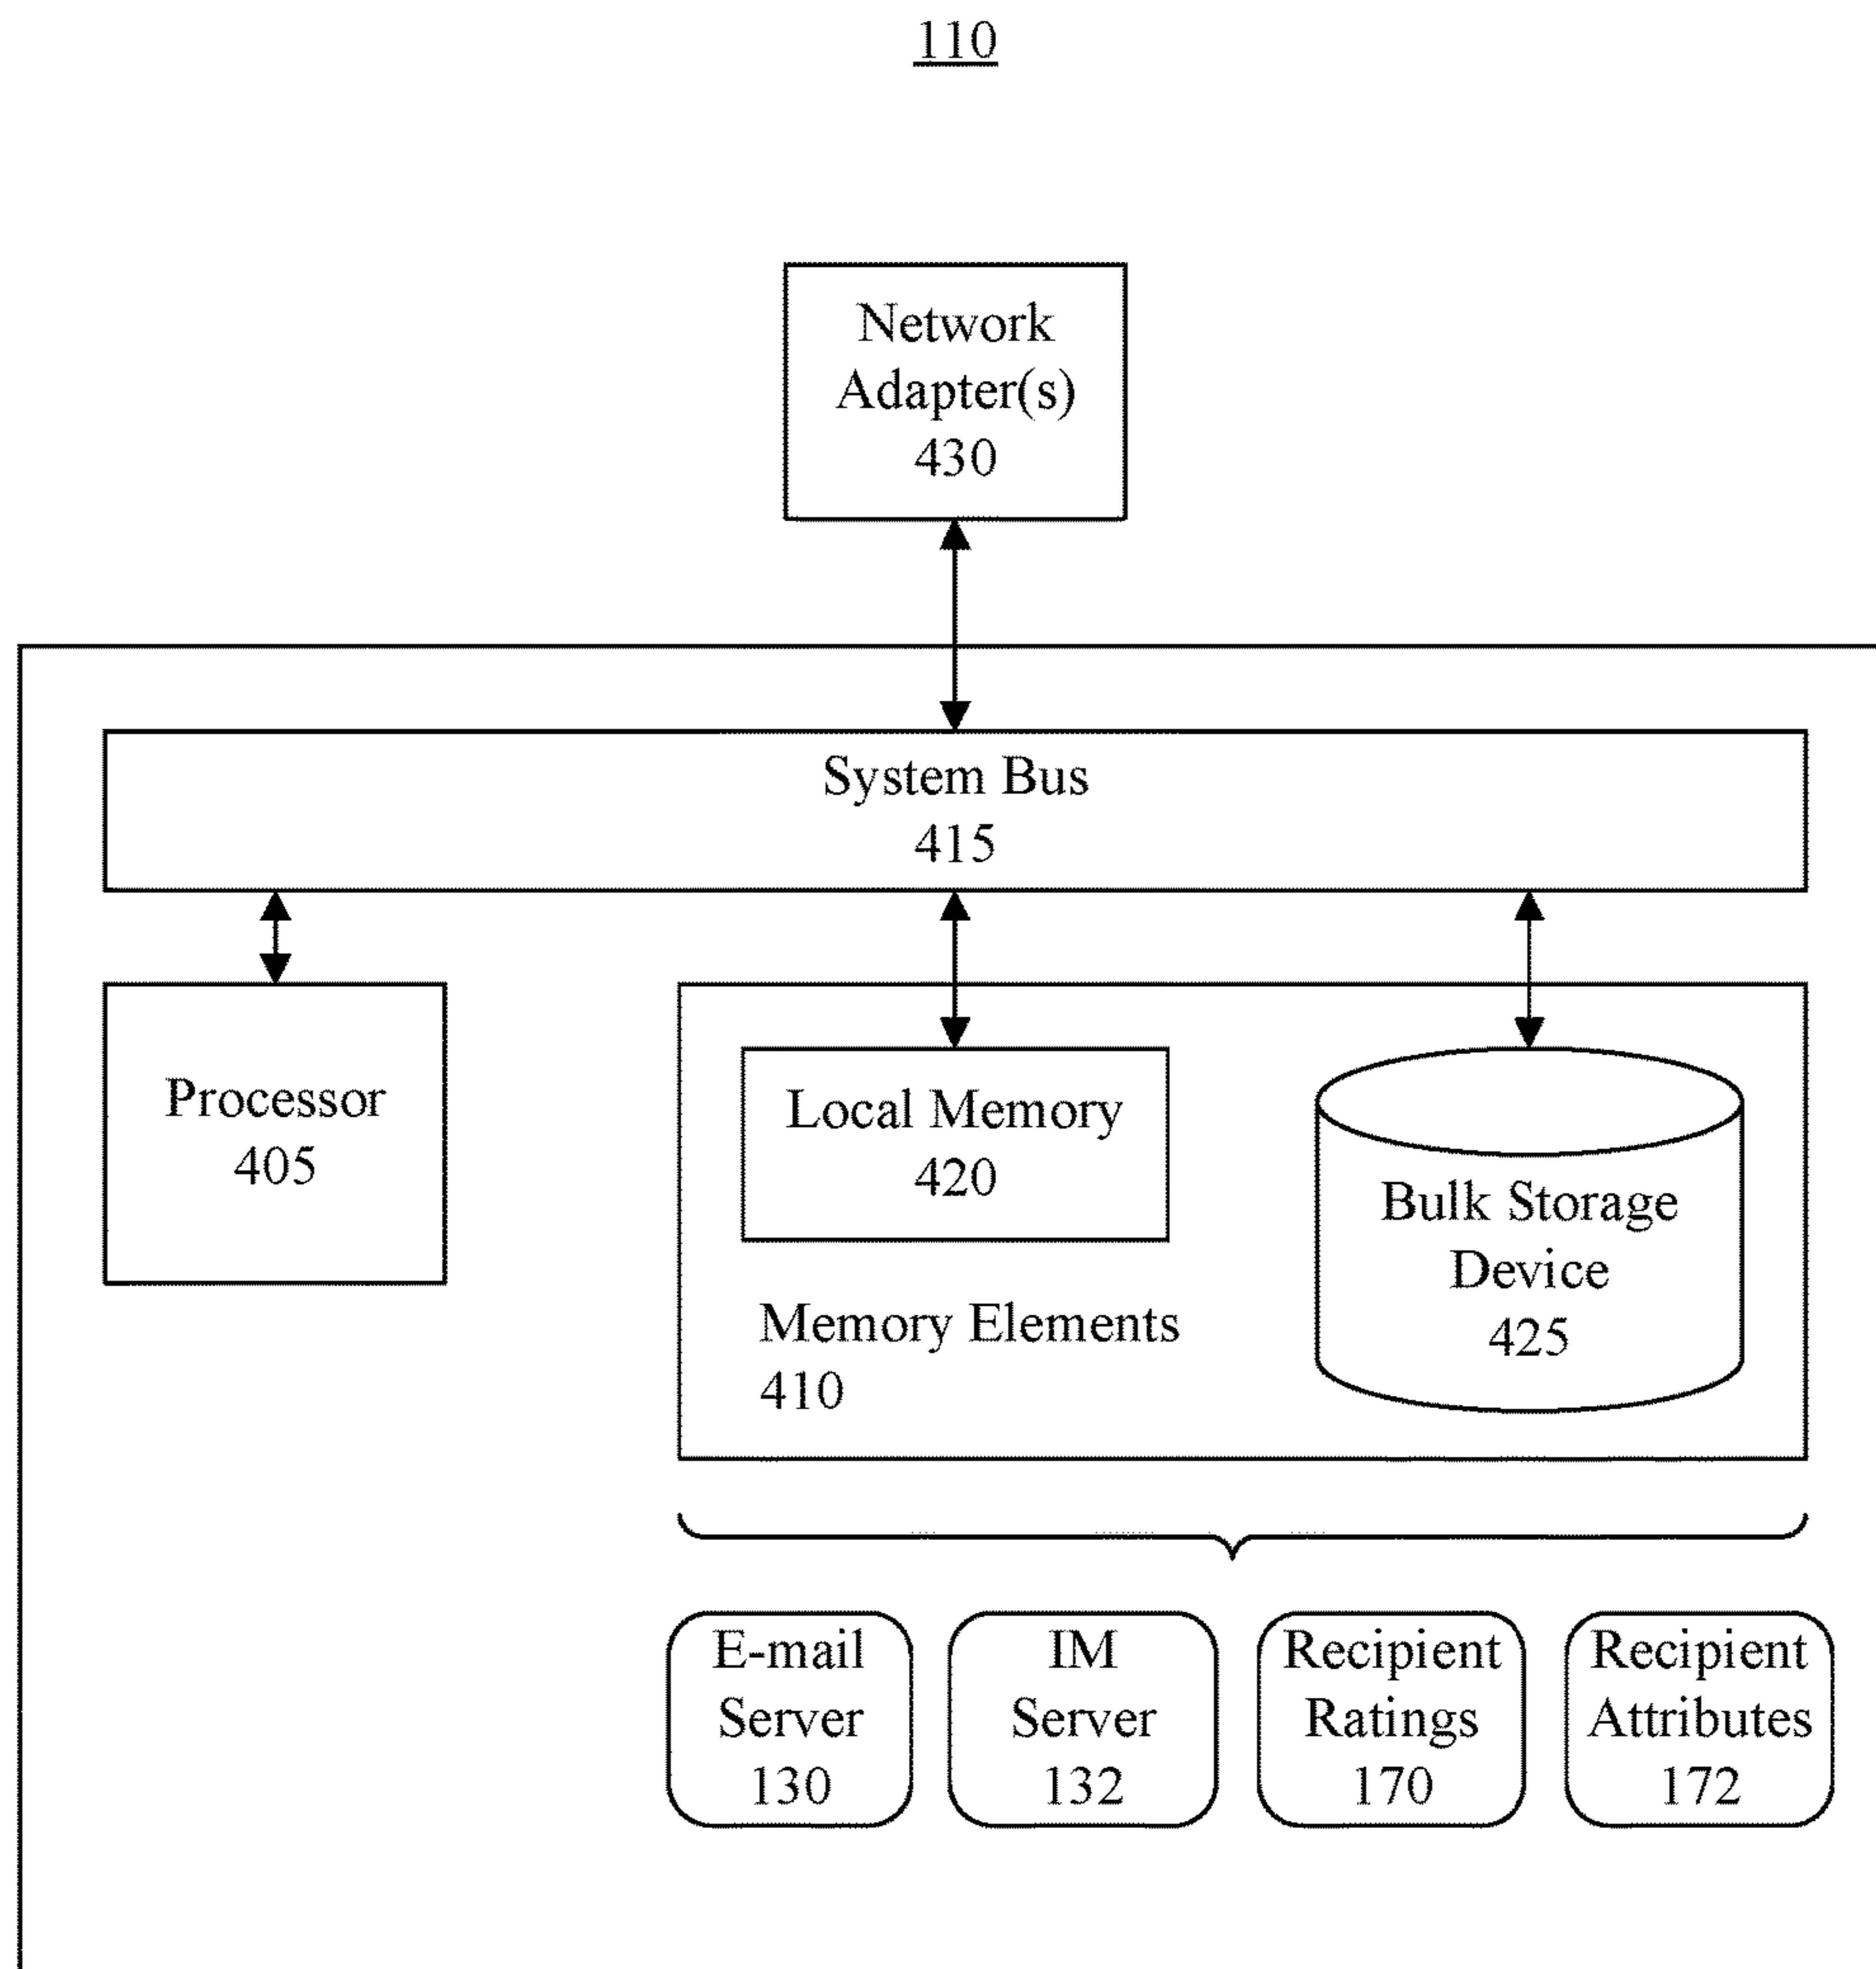 110
Network
Adapter(s)
430
System Bus
415
Processor
405
Local Memory
420
Memory Elements
410
Bulk Storage
Device
425
E-mail
Server
130
IM
Server
132
Recipient
Ratings
170
Recipient
Attributes
172